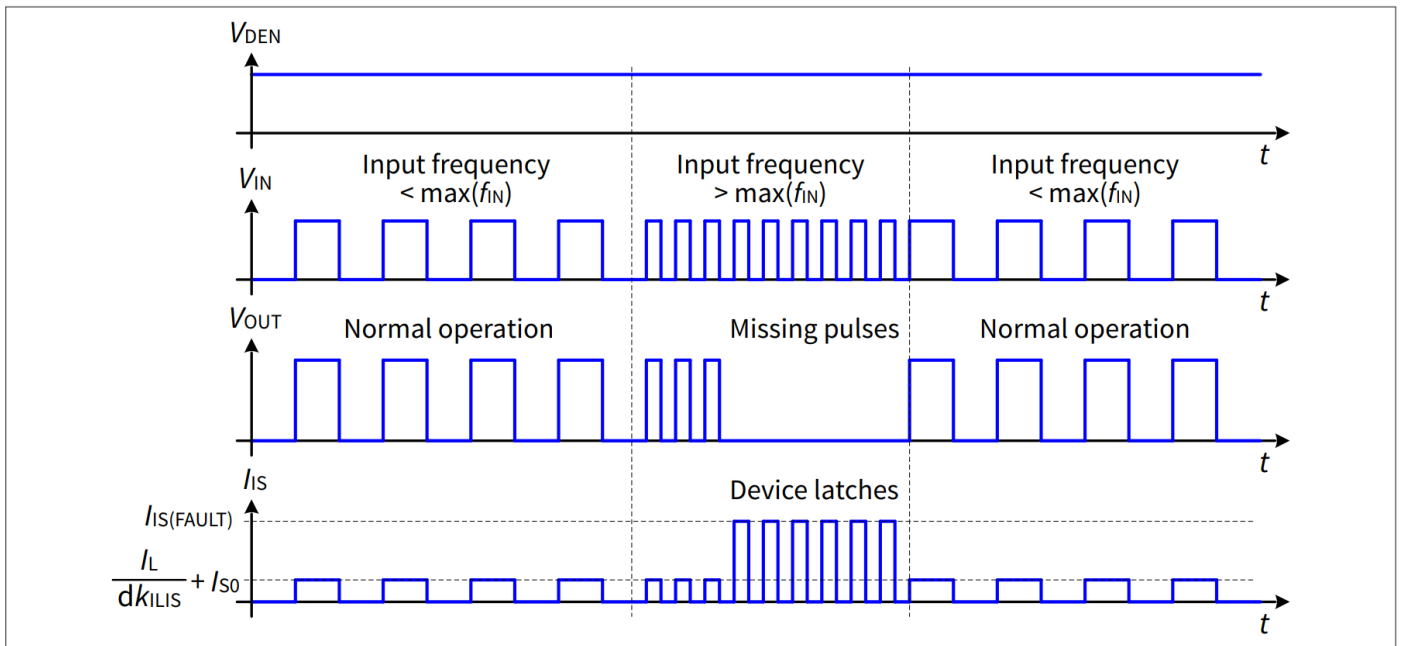 VDEN
t
Input frequency
< max(fIN)
Input frequency
> max(fIN)
Input frequency
< max(fIN)
VIN
t
VOUT
Normal operation
Missing pulses
Normal operation
t
IIS
Device latches
IIS(FAULT)
IL
dkILIS
+ IS0
t